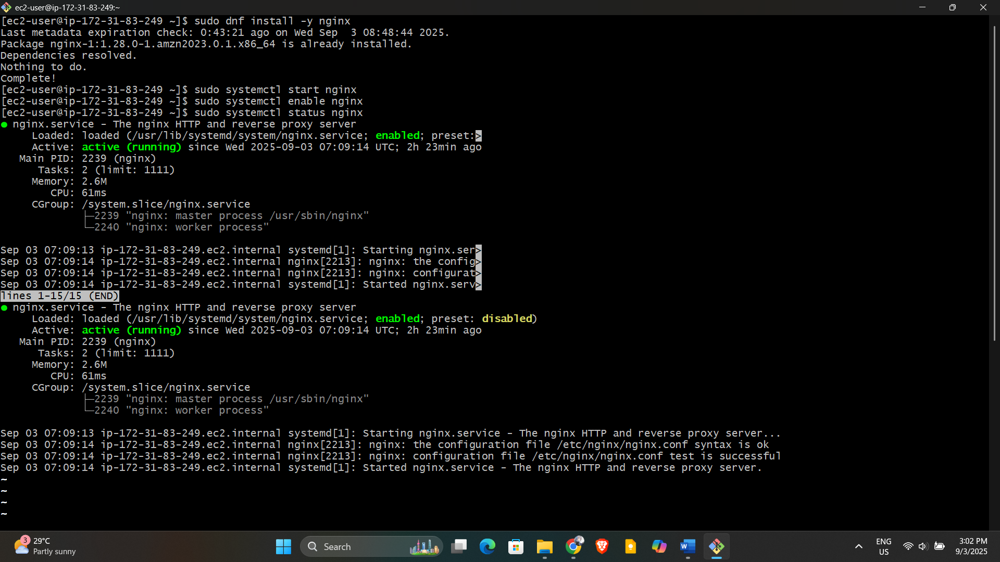 ec2-user@ip-172-31-83-249:~
[ec2-user@ip-172-31-83-249 ~]$ sudo dnf install -y nginx
Last metadata expiration check: 0:43:21 ago on Wed Sep  3 08:48:44 2025.
Package nginx-1:1.28.0-1.amzn2023.0.1.x86_64 is already installed.
Dependencies resolved.
Nothing to do.
Complete!
[ec2-user@ip-172-31-83-249 ~]$ sudo systemctl start nginx
[ec2-user@ip-172-31-83-249 ~]$ sudo systemctl enable nginx
[ec2-user@ip-172-31-83-249 ~]$ sudo systemctl status nginx
● nginx.service - The nginx HTTP and reverse proxy server
     Loaded: loaded (/usr/lib/systemd/system/nginx.service; enabled; preset:>
     Active: active (running) since Wed 2025-09-03 07:09:14 UTC; 2h 23min ago
   Main PID: 2239 (nginx)
      Tasks: 2 (limit: 1111)
     Memory: 2.6M
        CPU: 61ms
     CGroup: /system.slice/nginx.service
             ├─2239 "nginx: master process /usr/sbin/nginx"
             └─2240 "nginx: worker process"
Sep 03 07:09:13 ip-172-31-83-249.ec2.internal systemd[1]: Starting nginx.ser>
Sep 03 07:09:14 ip-172-31-83-249.ec2.internal nginx[2213]: nginx: the config>
Sep 03 07:09:14 ip-172-31-83-249.ec2.internal nginx[2213]: nginx: configurat>
Sep 03 07:09:14 ip-172-31-83-249.ec2.internal systemd[1]: Started nginx.serv>
lines 1-15/15 (END)
● nginx.service - The nginx HTTP and reverse proxy server
     Loaded: loaded (/usr/lib/systemd/system/nginx.service; enabled; preset: disabled)
     Active: active (running) since Wed 2025-09-03 07:09:14 UTC; 2h 23min ago
   Main PID: 2239 (nginx)
      Tasks: 2 (limit: 1111)
     Memory: 2.6M
        CPU: 61ms
     CGroup: /system.slice/nginx.service
             ├─2239 "nginx: master process /usr/sbin/nginx"
             └─2240 "nginx: worker process"
Sep 03 07:09:13 ip-172-31-83-249.ec2.internal systemd[1]: Starting nginx.service - The nginx HTTP and reverse proxy server...
Sep 03 07:09:14 ip-172-31-83-249.ec2.internal nginx[2213]: nginx: the configuration file /etc/nginx/nginx.conf syntax is ok
Sep 03 07:09:14 ip-172-31-83-249.ec2.internal nginx[2213]: nginx: configuration file /etc/nginx/nginx.conf test is successful
Sep 03 07:09:14 ip-172-31-83-249.ec2.internal systemd[1]: Started nginx.service - The nginx HTTP and reverse proxy server.
~
~
~
~
3
29°C
Partly sunny
Search
W
ENG
US
3:02 PM
9/3/2025